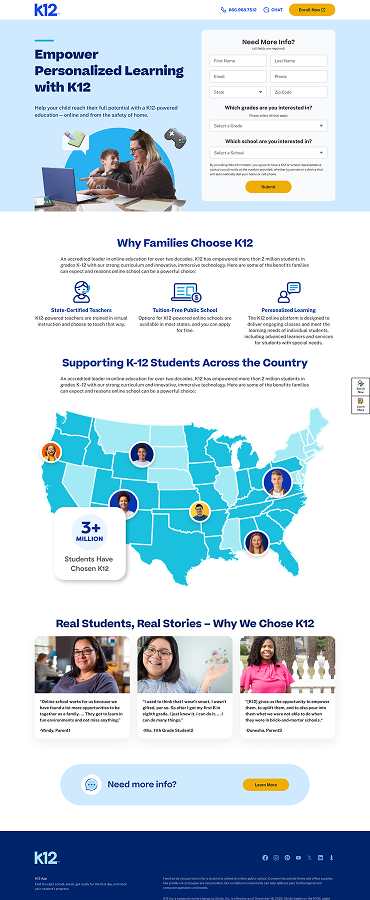 K12
866.968.7512
CHAT
Enroll Now
Empower
Personalized Learning
with K12
Help your child reach their full potential with a K12-powered
education—online and from the safety of home.
Need More Info?
(all fields are required)
First Name
Last Name
Email
Phone
State
Zip Code
Which grades are you interested in?
Please select all that apply
Select a Grade
Which school are you interested in?
Select a School
Submit
Why Families Choose K12
An accredited leader in online education for over two decades, K12 has empowered more than 2 million students in
grades K-12 with our strong curriculum and innovative, immersive technology. Here are some of the benefits families
can expect and reasons online school can be a powerful choice:
State-Certified Teachers
K12-powered teachers are trained in virtual
instruction and choose to teach that way.
Tuition-Free Public School
Options for K12-powered online schools are
available in most states, and you can apply
for free.
Personalized Learning
The K12 online platform is designed to
deliver engaging classes and meet the
learning needs of individual students,
including advanced learners and services
for students with special needs.
Supporting K-12 Students Across the Country
An accredited leader in online education for over two decades, K12 has empowered more than 2 million students in
grades K-12 with our strong curriculum and innovative, immersive technology. Here are some of the benefits families
can expect and reasons online school can be a powerful choice:
Enroll
Now
Learn
More
3+
MILLION
Students Have
Chosen K12
Real Students, Real Stories – Why We Chose K12
"Online school works for us because we
have found a lot more opportunities to be
together as a family. ... They get to learn in
fun environments and not miss anything."
-Mindy, Parent1
"I used to think that I wasn't smart, I wasn't
gifted, per se. So after I got my first B in
eighth grade, I just knew it, I can do it, ... I
can do many things."
-Mia, 11th Grade Student2
"[K12] gives us the opportunity to empower
them, to uplift them, and to also pour into
them what we were not able to do when
they were in brick-and-mortar schools."
-Denesha, Parent3
Need more info?
Learn More
K12
K12 App